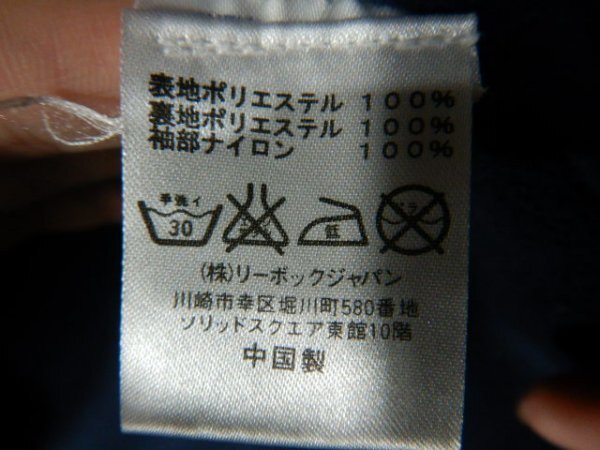 表地ポリエステル １００％
裏地ポリエステル １００％
袖部ナイロン １００％
手洗イ
30
低
(株)リーボックジャパン
川崎市幸区堀川町580番地
ソリッドスクエア東館10階
中国製